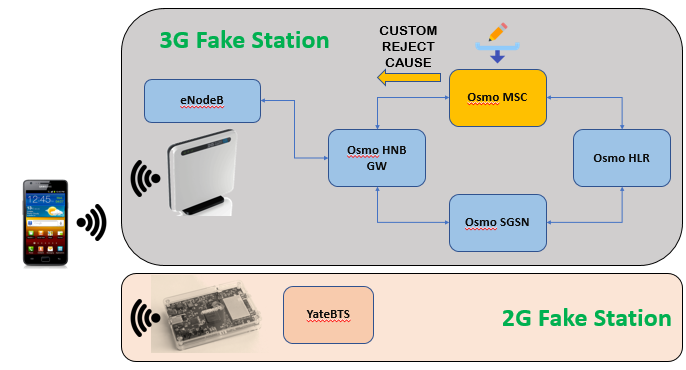 3G Fake Station
CUSTOM
REJECT
CAUSE
Osmo MSC
eNodeB
Osmo HNB
GW
Osmo HLR
Osmo SGSN
12:45
YateBTS
2G Fake Station